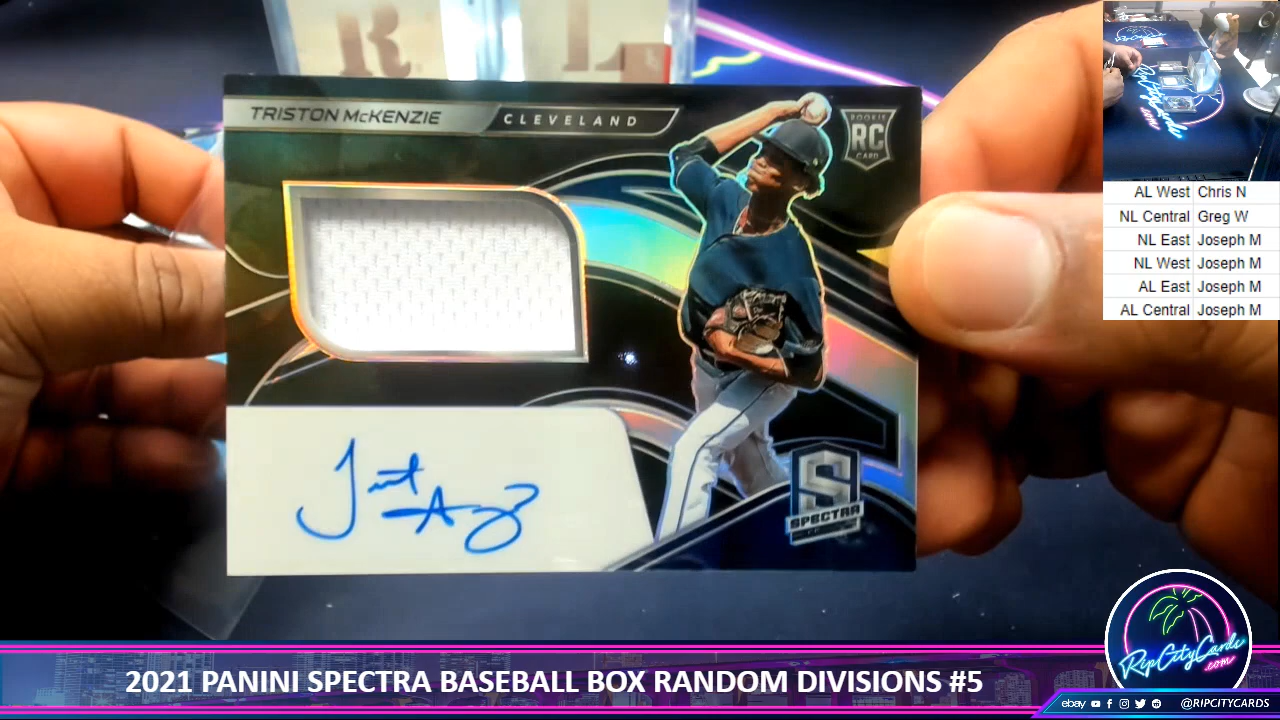 TRISTON McKENZIE
CLEVELAND
ROOKIE
RC
CARD
SPECTRA
AL West Chris N
NL Central Greg W
NL East Joseph M
NL West Joseph M
AL East Joseph M
AL Central Joseph M
2021 PANINI SPECTRA BASEBALL BOX RANDOM DIVISIONS #5
RipCityCards
.com
ebay @RIPCITYCARDS